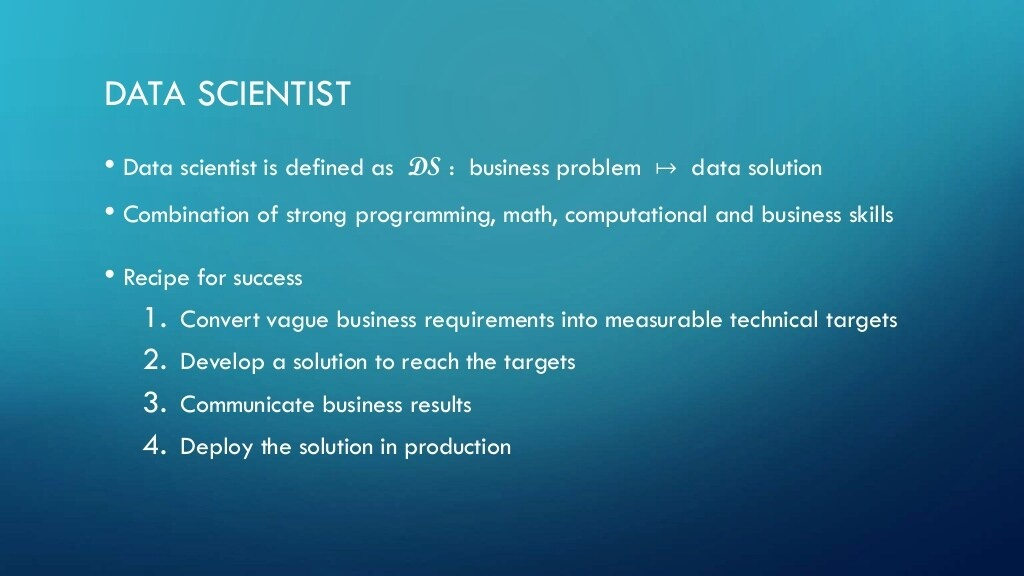 DATA SCIENTIST
• Data scientist is defined as 𝓓𝓢 : business problem ↦ data solution
• Combination of strong programming, math, computational and business skills
• Recipe for success
1. Convert vague business requirements into measurable technical targets
2. Develop a solution to reach the targets
3. Communicate business results
4. Deploy the solution in production